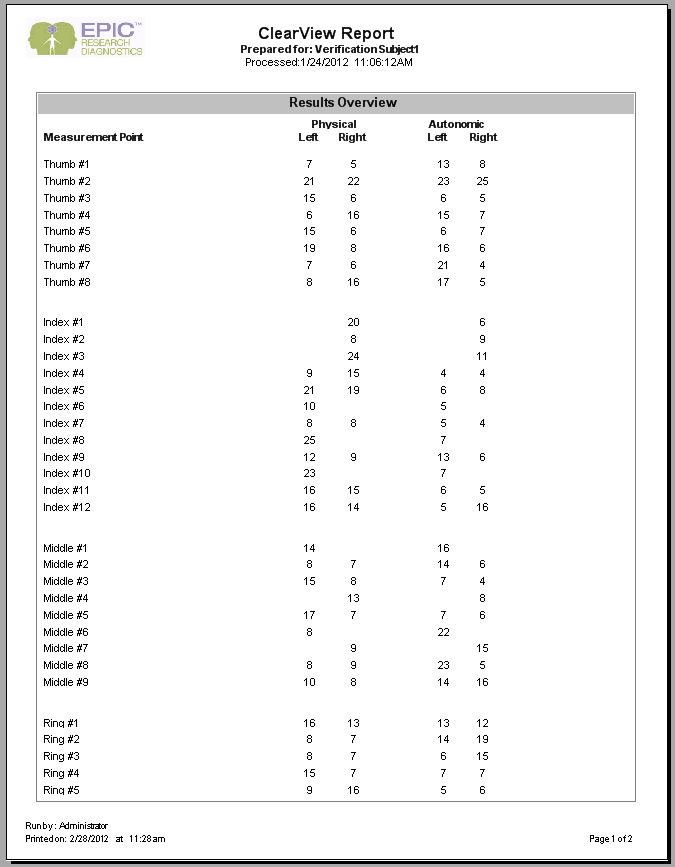 EPIC™
RESEARCH
DIAGNOSTICS
ClearView Report
Prepared for: Verification Subject1
Processed:1/24/2012 11:06:12AM
Results Overview
Physical Autonomic
Measurement Point Left Right Left Right
Thumb #1 7 5 13 8
Thumb #2 21 22 23 25
Thumb #3 15 6 6 5
Thumb #4 6 16 15 7
Thumb #5 15 6 6 7
Thumb #6 19 8 16 6
Thumb #7 7 6 21 4
Thumb #8 8 16 17 5
Index #1 20 6
Index #2 8 9
Index #3 24 11
Index #4 9 15 4 4
Index #5 21 19 6 8
Index #6 10 5
Index #7 8 8 5 4
Index #8 25 7
Index #9 12 9 13 6
Index #10 23 7
Index #11 16 15 6 5
Index #12 16 14 5 16
Middle #1 14 16
Middle #2 8 7 14 6
Middle #3 15 8 7 4
Middle #4 13 8
Middle #5 17 7 7 6
Middle #6 8 22
Middle #7 9 15
Middle #8 8 9 23 5
Middle #9 10 8 14 16
Ring #1 16 13 13 12
Ring #2 8 7 14 19
Ring #3 8 7 6 15
Ring #4 15 7 7 7
Ring #5 9 16 5 6
Run by: Administrator
Printed on: 2/28/2012 at 11:28am Page 1 of 2